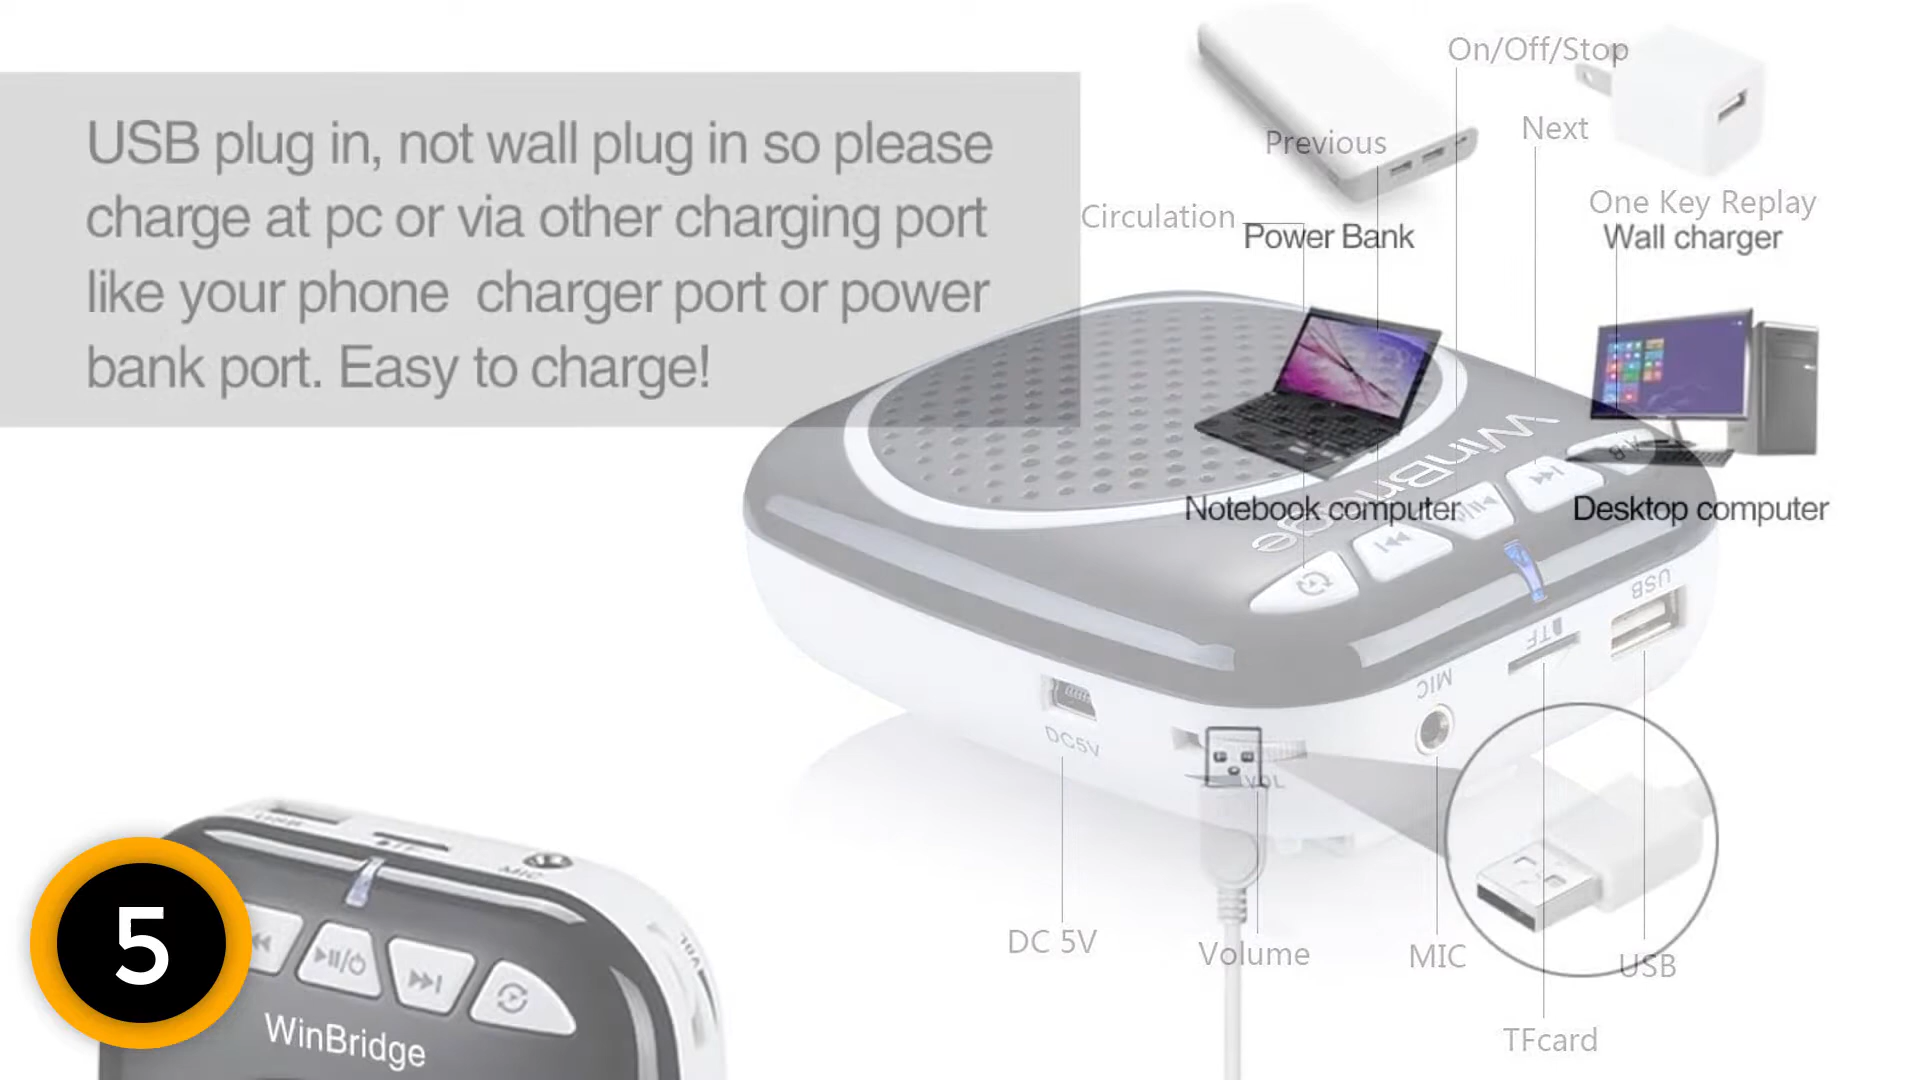 USB plug in, not wall plug in so please
charge at pc or via other charging port
like your phone charger port or power
bank port. Easy to charge!
On/Off/Stop
Previous
Next
Circulation
One Key Replay
Power Bank
Wall charger
Notebook computer
Desktop computer
WinBridge
A-B
USB
TF
MIC
DC5V
VOL
DC 5V
Volume
MIC
USB
TFcard
MIC
VOL
5
WinBridge